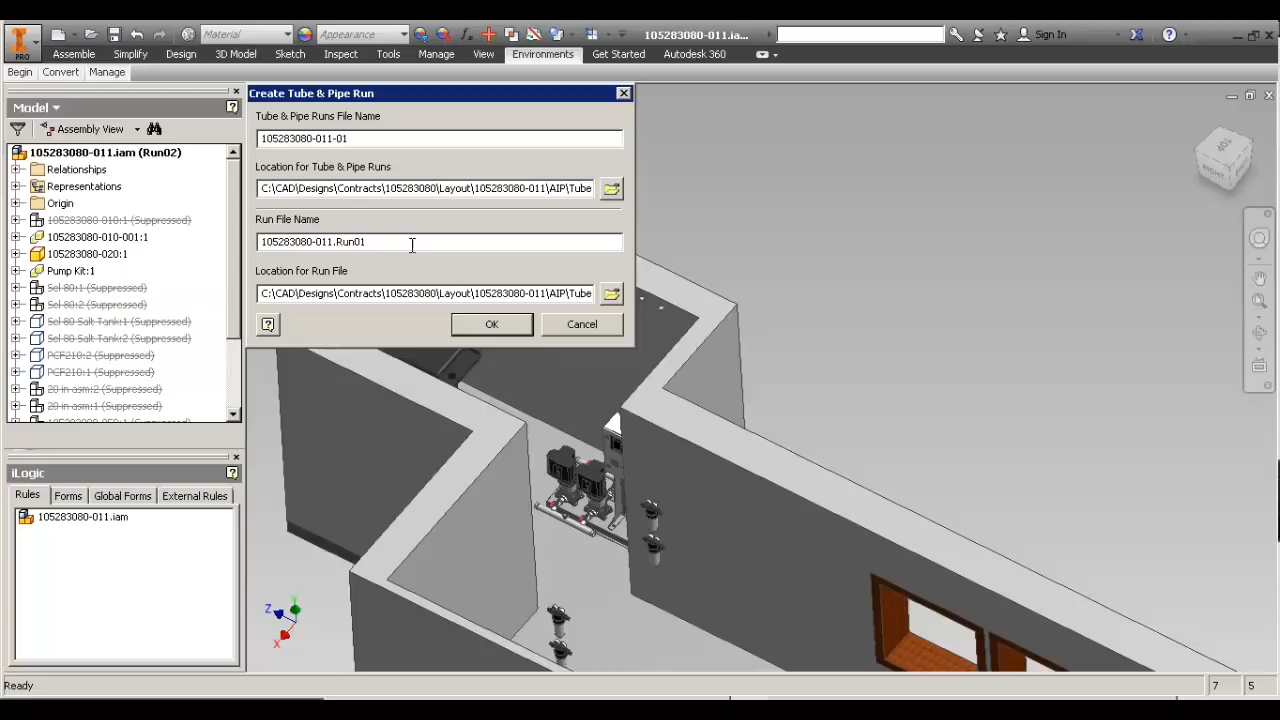 PRO
Material
Appearance
105283080-011.ia...
Sign In
Assemble Simplify Design 3D Model Sketch Inspect Tools Manage View Environments Get Started Autodesk 360
Begin Convert Manage
Model
Assembly View
105283080-011.iam (Run02)
Relationships
Representations
Origin
105283080-010:1 (Suppressed)
105283080-010-001:1
105283080-020:1
Pump Kit:1
Sel 80:1 (Suppressed)
Sel 80:2 (Suppressed)
Sel 80 Salt Tank:1 (Suppressed)
Sel 80 Salt Tank:2 (Suppressed)
PCF210:2 (Suppressed)
PCF210:1 (Suppressed)
20 in asm:2 (Suppressed)
20 in asm:1 (Suppressed)
Create Tube & Pipe Run
Tube & Pipe Runs File Name
105283080-011-01
Location for Tube & Pipe Runs
C:\CAD\Designs\Contracts\105283080\Layout\105283080-011\AIP\Tube
Run File Name
105283080-011.Run01
Location for Run File
C:\CAD\Designs\Contracts\105283080\Layout\105283080-011\AIP\Tube
OK Cancel
TOP
RIGHT
iLogic
Rules Forms Global Forms External Rules
105283080-011.iam
Z
Y
X
Ready
7 5